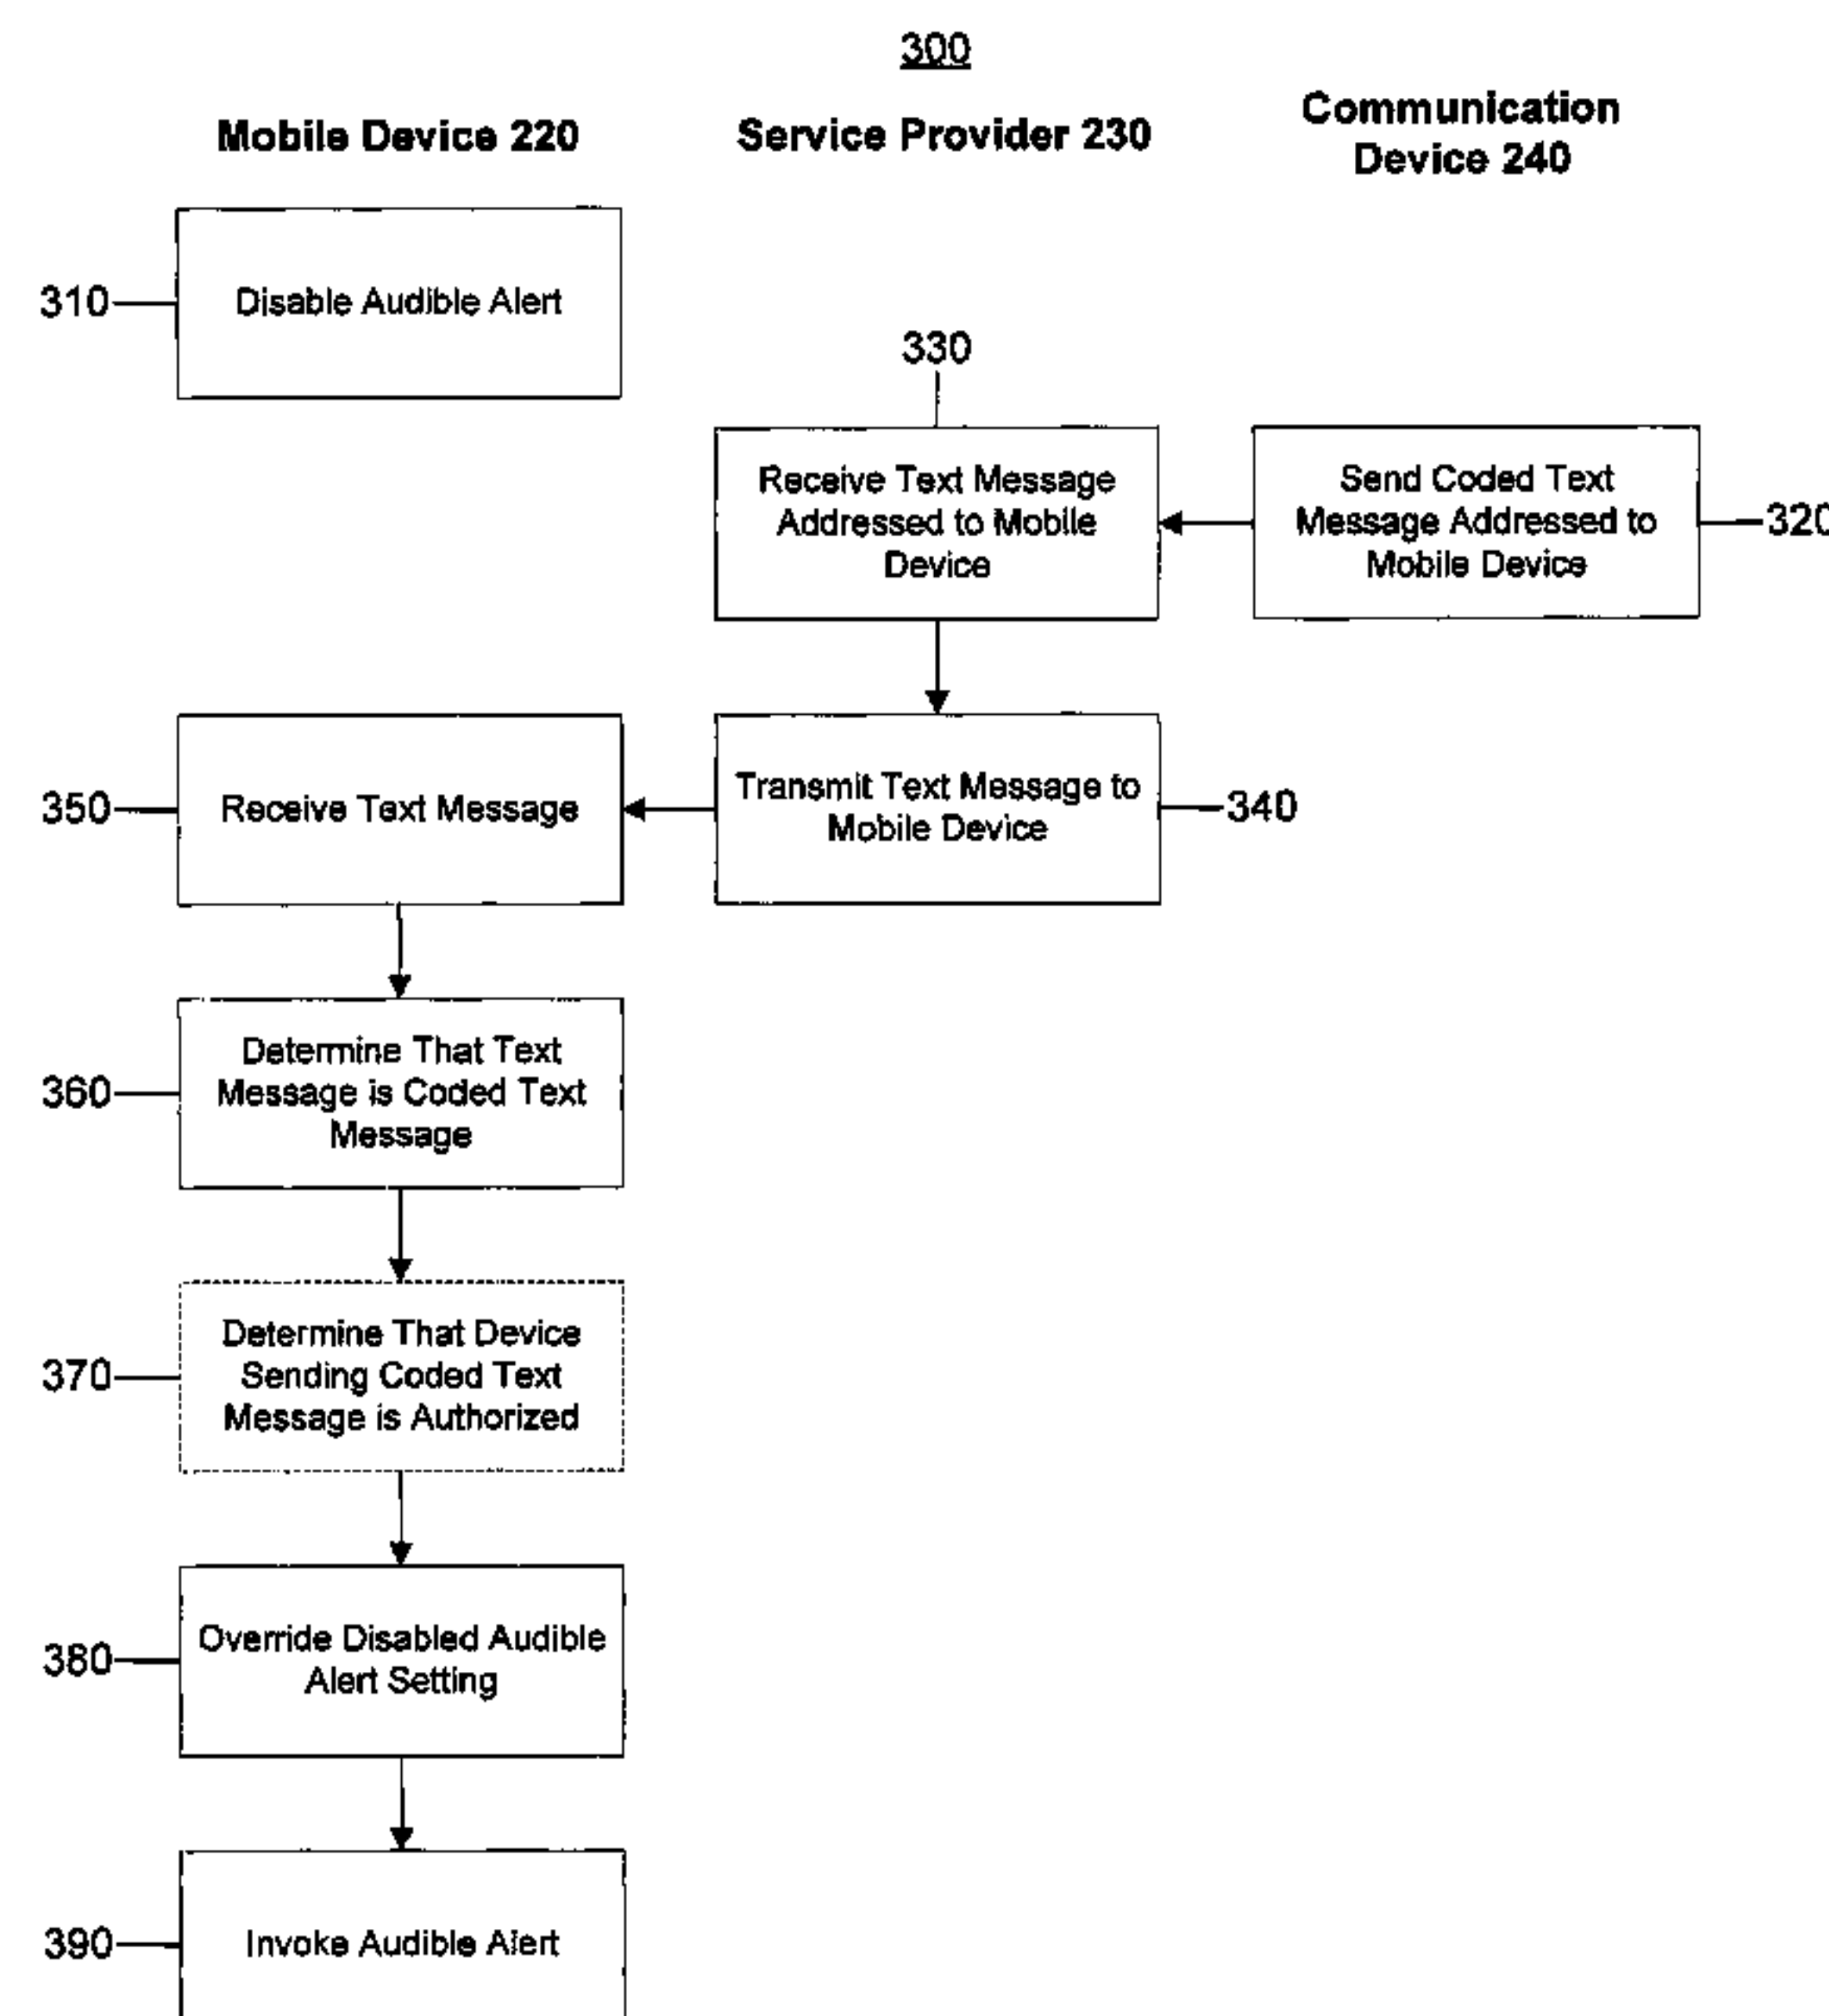 300
Mobile Device 220
Service Provider 230
Communication
Device 240
310
Disable Audible Alert
330
Receive Text Message
Addressed to Mobile
Device
Send Coded Text
Message Addressed to
Mobile Device
320
350
Receive Text Message
Transmit Text Message to
Mobile Device
340
360
Determine That Text
Message is Coded Text
Message
370
Determine That Device
Sending Coded Text
Message is Authorized
380
Override Disabled Audible
Alert Setting
390
Invoke Audible Alert